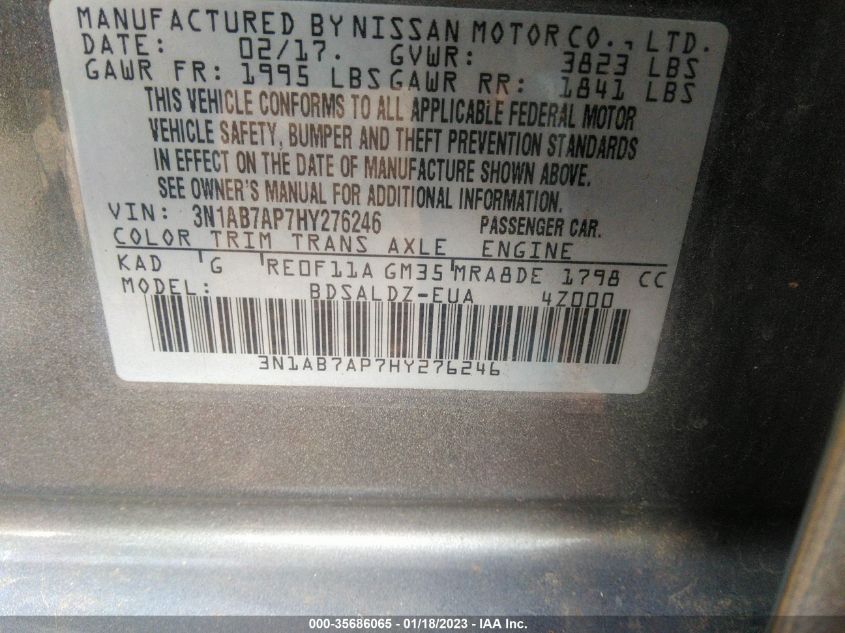 MANUFACTURED BY NISSAN MOTOR CO., LTD.
DATE: 02/17. GVWR: 3823 LBS
GAWR FR: 1995 LBS GAWR RR: 1841 LBS
THIS VEHICLE CONFORMS TO ALL APPLICABLE FEDERAL MOTOR
VEHICLE SAFETY, BUMPER AND THEFT PREVENTION STANDARDS
IN EFFECT ON THE DATE OF MANUFACTURE SHOWN ABOVE.
SEE OWNER'S MANUAL FOR ADDITIONAL INFORMATION.
VIN: 3N1AB7AP7HY276246 PASSENGER CAR.
COLOR TRIM TRANS AXLE ENGINE
KAD G RE0F11A GM35 MRA8DE 1798 CC
MODEL: BDSALDZ-EUA 4Z000
3N1AB7AP7HY276246
000-35686065 - 01/18/2023 - IAA Inc.